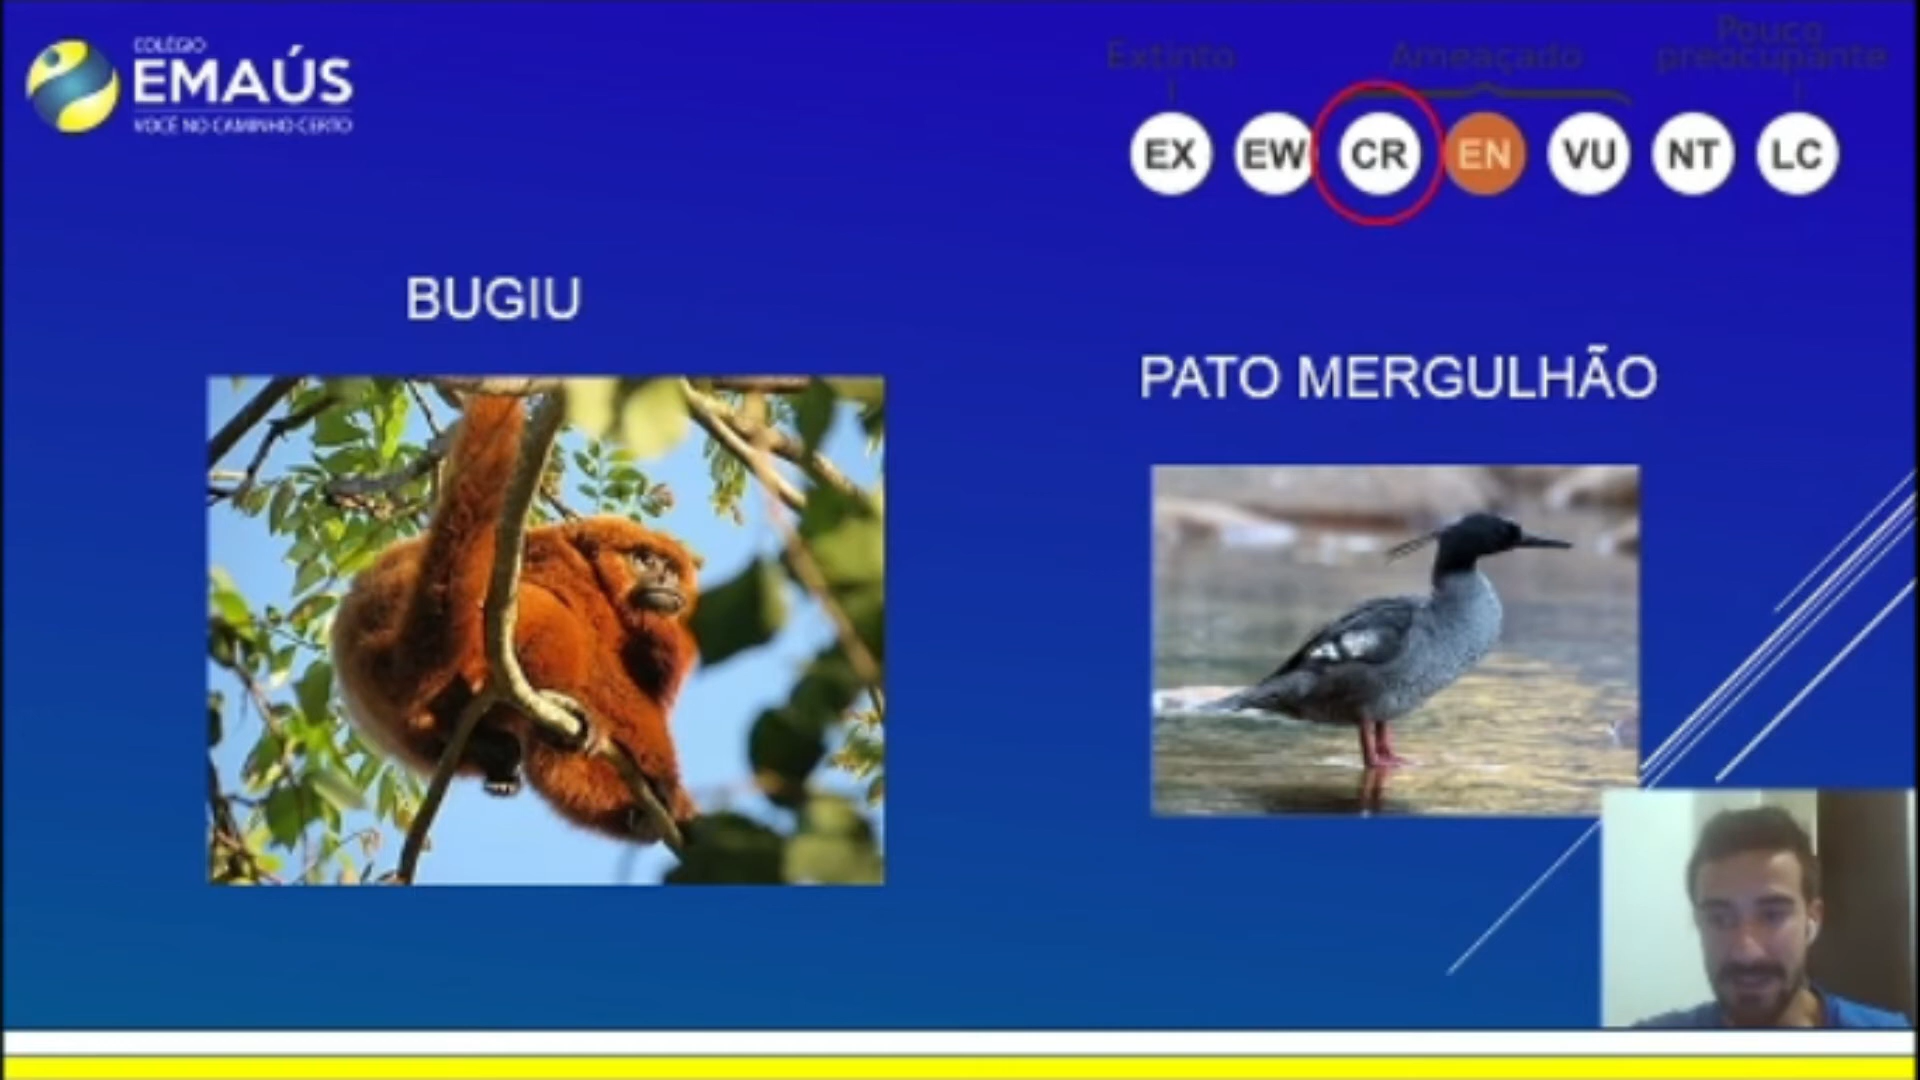 COLÉGIO
EMAÚS
VOCÊ NO CAMINHO CERTO
Extinto
Ameaçado
Pouco
preocupante
EX EW CR EN VU NT LC
BUGIU
PATO MERGULHÃO